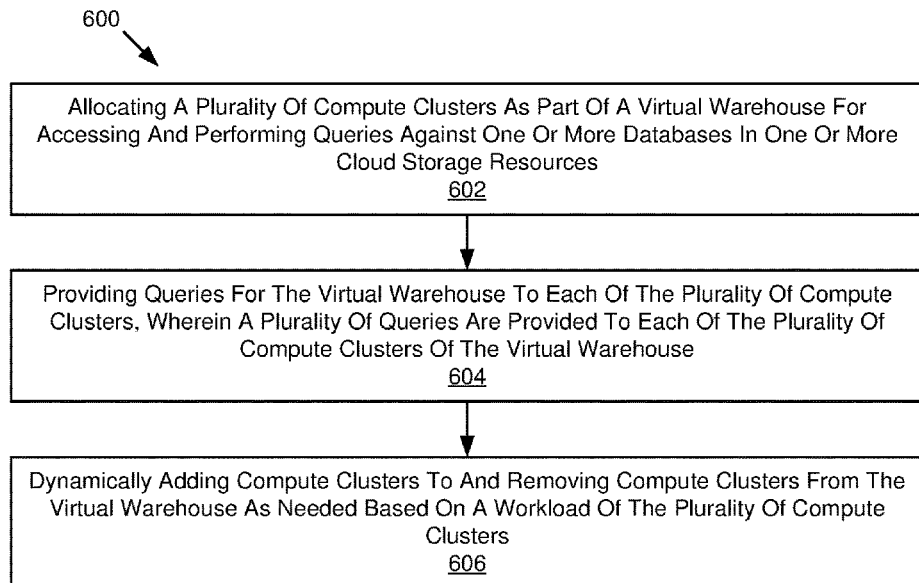 600
Allocating A Plurality Of Compute Clusters As Part Of A Virtual Warehouse For
Accessing And Performing Queries Against One Or More Databases In One Or More
Cloud Storage Resources
602
Providing Queries For The Virtual Warehouse To Each Of The Plurality Of Compute
Clusters, Wherein A Plurality Of Queries Are Provided To Each Of The Plurality Of
Compute Clusters Of The Virtual Warehouse
604
Dynamically Adding Compute Clusters To And Removing Compute Clusters From The
Virtual Warehouse As Needed Based On A Workload Of The Plurality Of Compute
Clusters
606